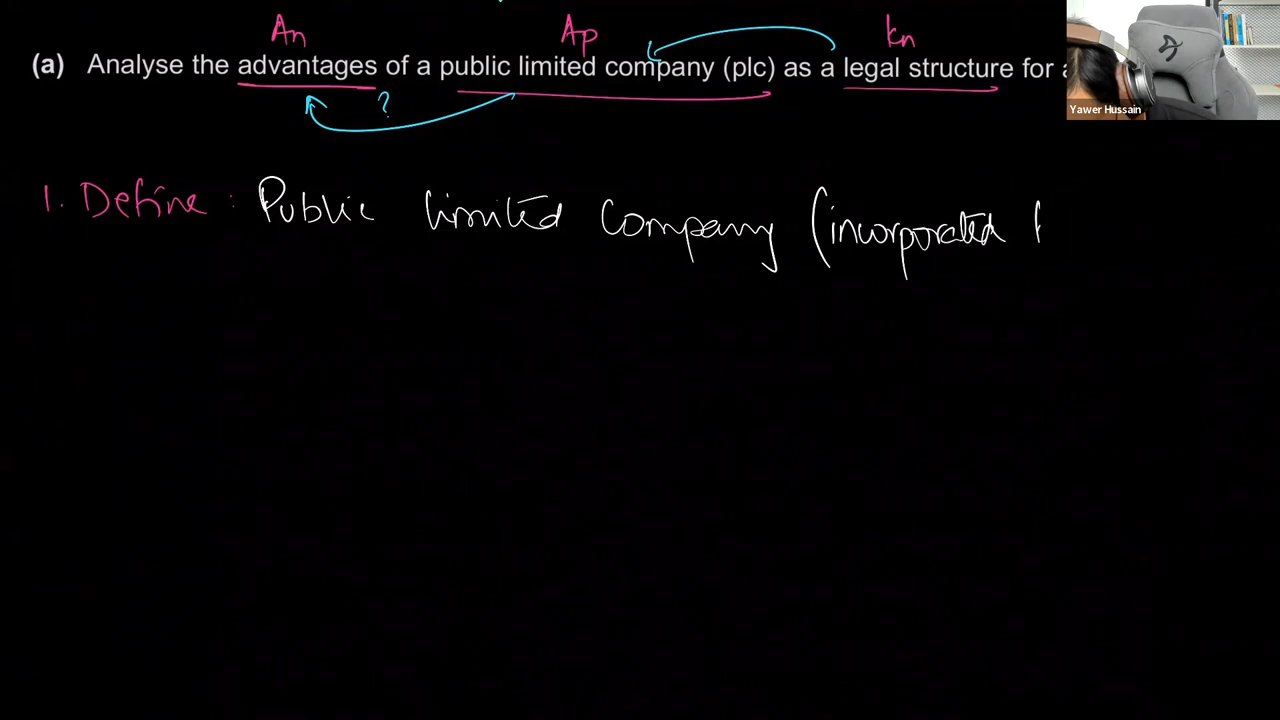 An Ap Kn
(a) Analyse the advantages of a public limited company (plc) as a legal structure for
?
1. Define : Public limited company (incorporated
Yawer Hussain